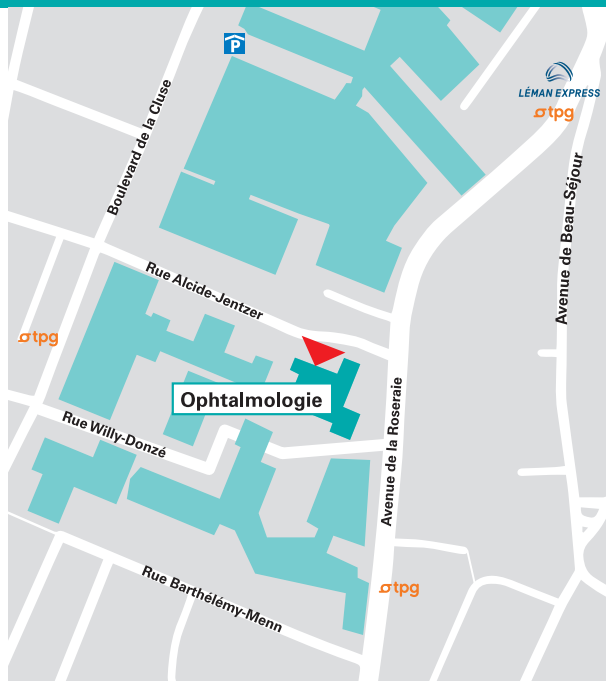 P
LÉMAN EXPRESS
tpg
Boulevard de la Cluse
Avenue de Beau-Séjour
Rue Alcide-Jentzer
tpg
Ophtalmologie
Rue Willy-Donzé
Avenue de la Roseraie
tpg
Rue Barthélémy-Menn